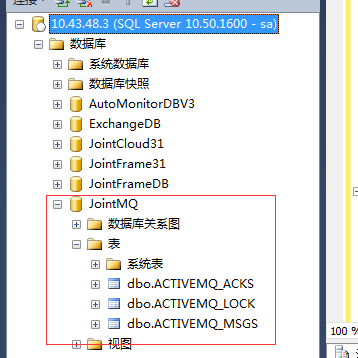 连接
10.43.48.3 (SQL Server 10.50.1600 - sa)
数据库
系统数据库
数据库快照
AutoMonitorDBV3
ExchangeDB
JointCloud31
JointFrame31
JointFrameDB
JointMQ
数据库关系图
表
系统表
dbo.ACTIVEMQ_ACKS
dbo.ACTIVEMQ_LOCK
dbo.ACTIVEMQ_MSGS
视图
100 %